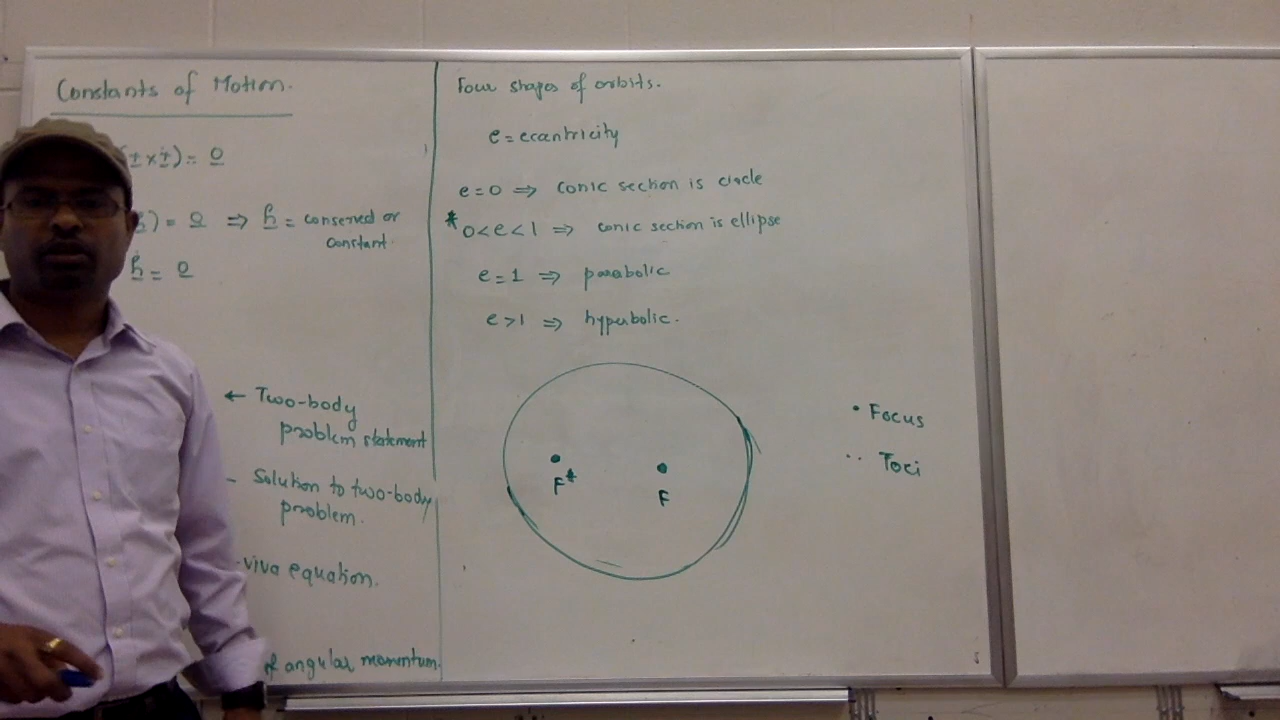 Constants of Motion.
×ṙ) = 0
) = 0 ⇒ h = conserved or
constant.
ḣ = 0
← Two-body
problem statement
- Solution to two-body
problem.
-viva equation.
of angular momentum.
Four shapes of orbits.
e = ecantricity
e = 0 ⇒ conic section is circle
* 0 < e < 1 ⇒ conic section is ellipse
e = 1 ⇒ parabolic
e > 1 ⇒ hyperbolic.
F*
F
• Focus
.. Foci